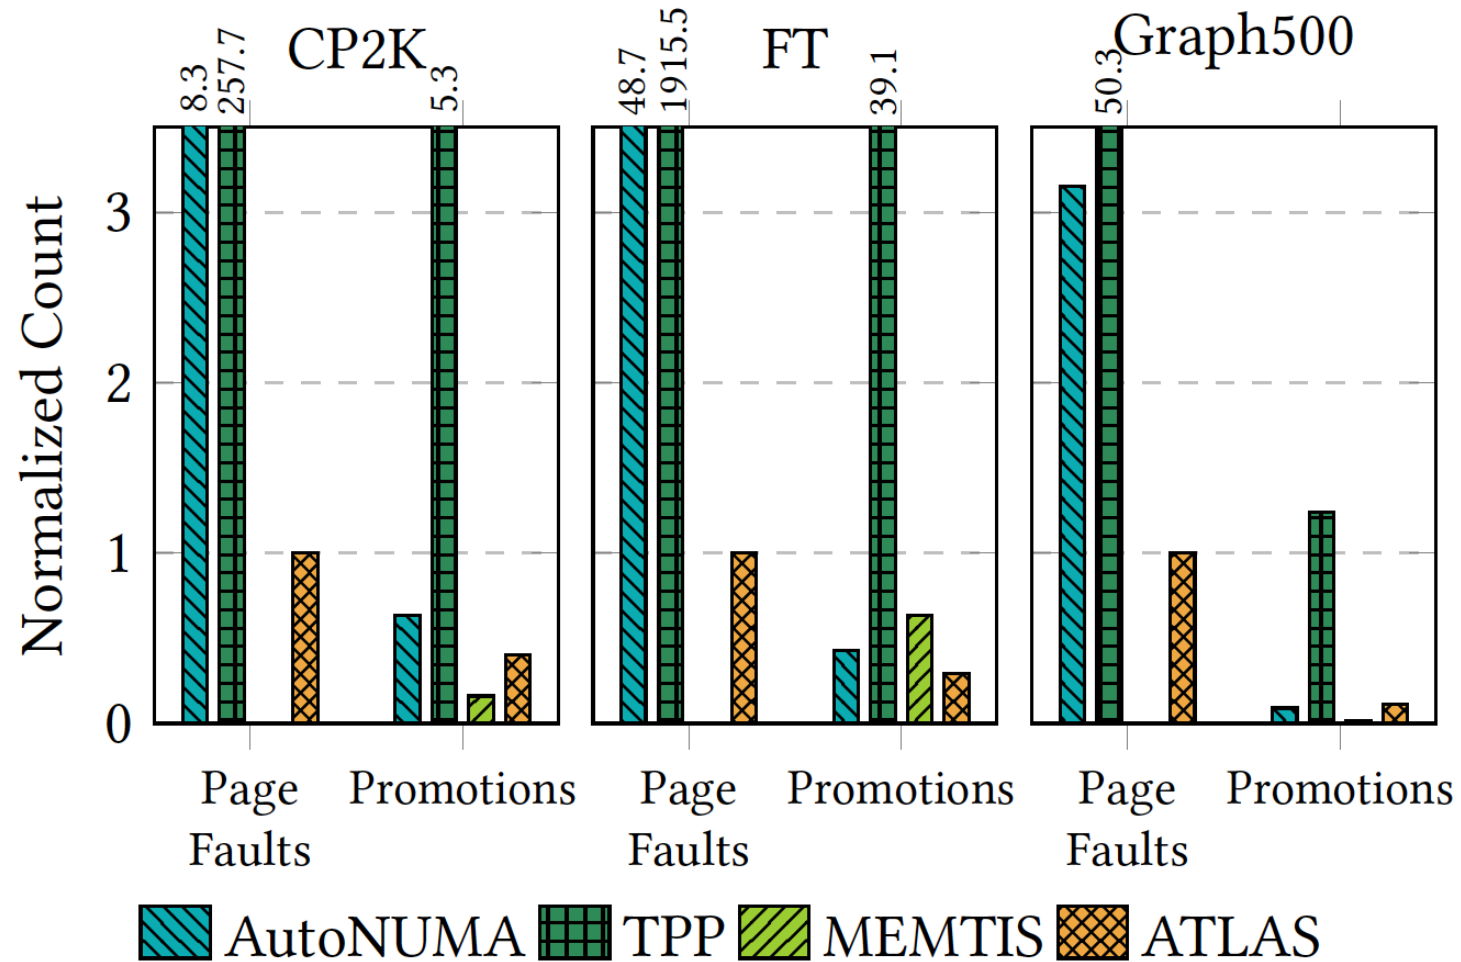 CP2K
FT
Graph500
8.3
257.7
5.3
48.7
1915.5
39.1
50.3
Normalized Count
3
2
1
0
Page Faults
Promotions
Page Faults
Promotions
Page Faults
Promotions
AutoNUMA TPP MEMTIS ATLAS